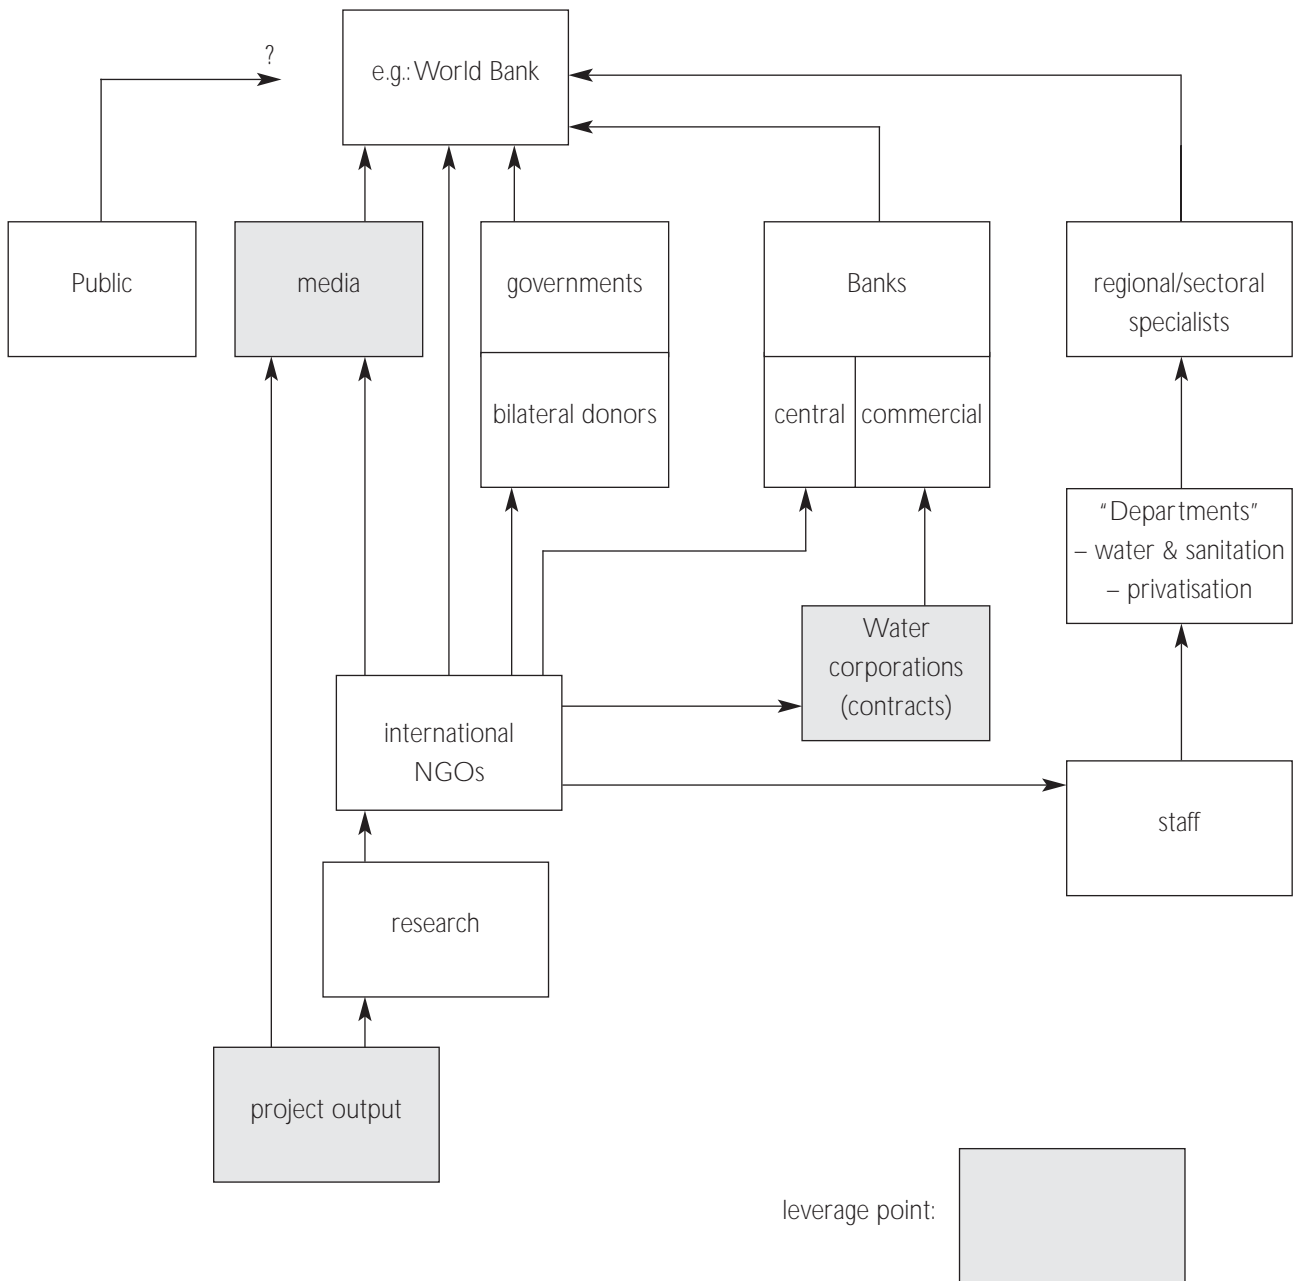 ?
e.g.: World Bank
Public
media
governments
Banks
regional/sectoral
specialists
bilateral donors
central
commercial
“Departments”
– water & sanitation
– privatisation
Water
corporations
(contracts)
international
NGOs
staff
research
project output
leverage point: